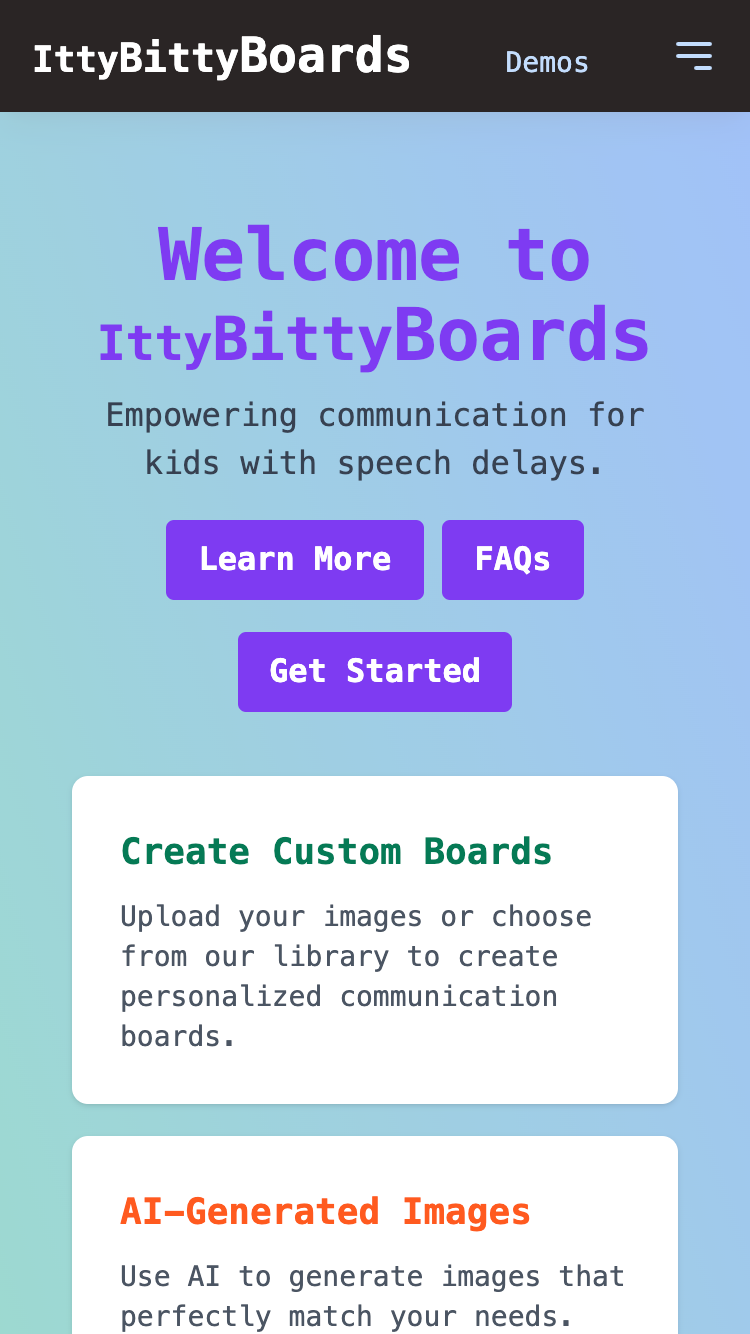 IttyBittyBoards
Demos
Welcome to
IttyBittyBoards
Empowering communication for
kids with speech delays.
Learn More
FAQs
Get Started
Create Custom Boards
Upload your images or choose
from our library to create
personalized communication
boards.
AI-Generated Images
Use AI to generate images that
perfectly match your needs.